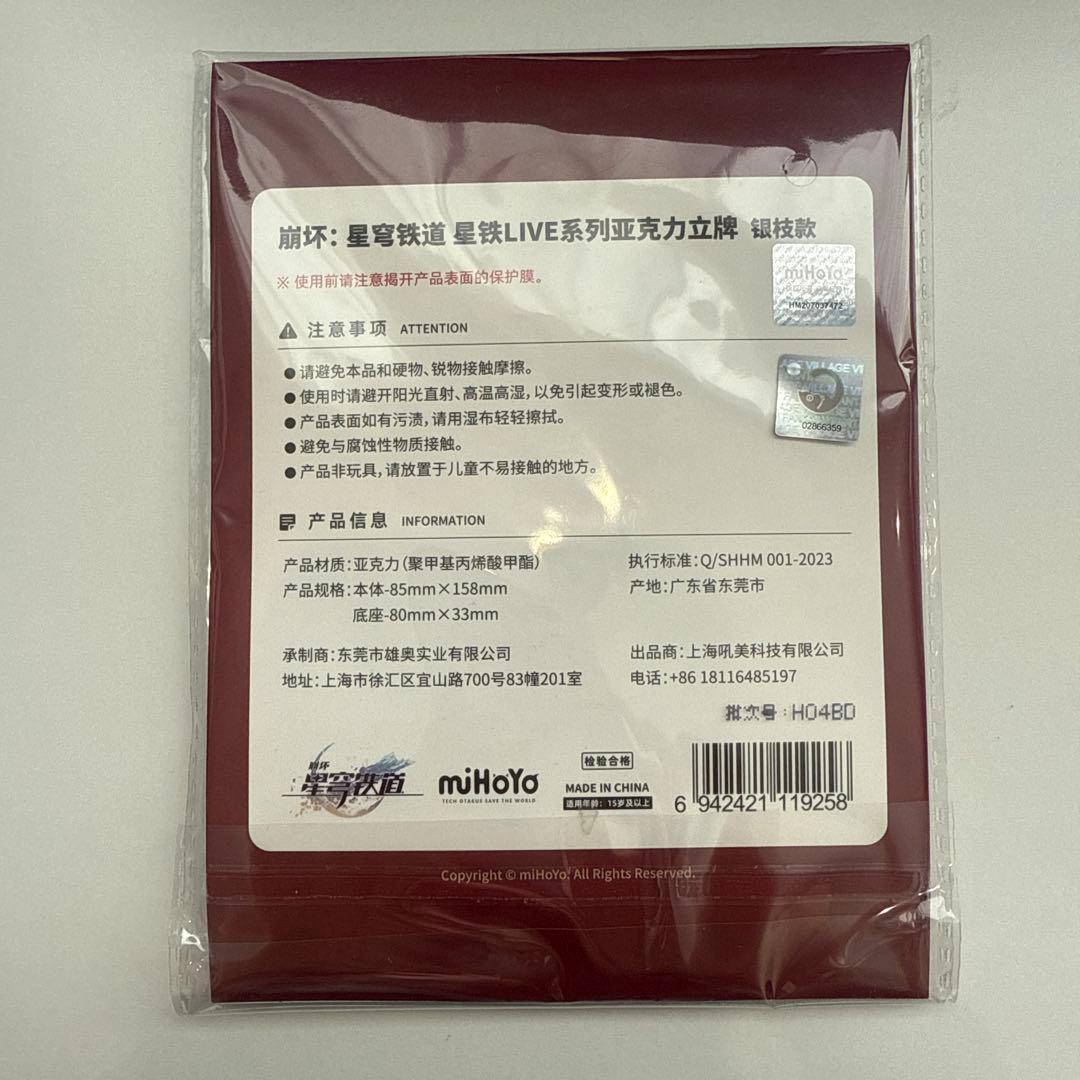 崩坏：星穹铁道 星铁LIVE系列亚克力立牌 银枝款
※ 使用前请注意揭开产品表面的保护膜。
miHoYo
HM207037472
注意事项 ATTENTION
●请避免本品和硬物、锐物接触摩擦。
●使用时请避开阳光直射、高温高湿，以免引起变形或褪色。
●产品表面如有污渍，请用湿布轻轻擦拭。
●避免与腐蚀性物质接触。
●产品非玩具，请放置于儿童不易接触的地方。
VILLAGE VI
02866359
产品信息 INFORMATION
产品材质：亚克力（聚甲基丙烯酸甲酯）
执行标准：Q/SHHM 001-2023
产品规格：本体-85mm×158mm
产地：广东省东莞市
底座-80mm×33mm
承制商：东莞市雄奥实业有限公司
出品商：上海吼美科技有限公司
地址：上海市徐汇区宜山路700号83幢201室
电话：+86 18116485197
批次号：H04BD
崩坏
星穹铁道
miHoYo
TECH OTAKUS SAVE THE WORLD
检验合格
MADE IN CHINA
适用年龄：15岁及以上
6 942421 119258
Copyright © miHoYo. All Rights Reserved.